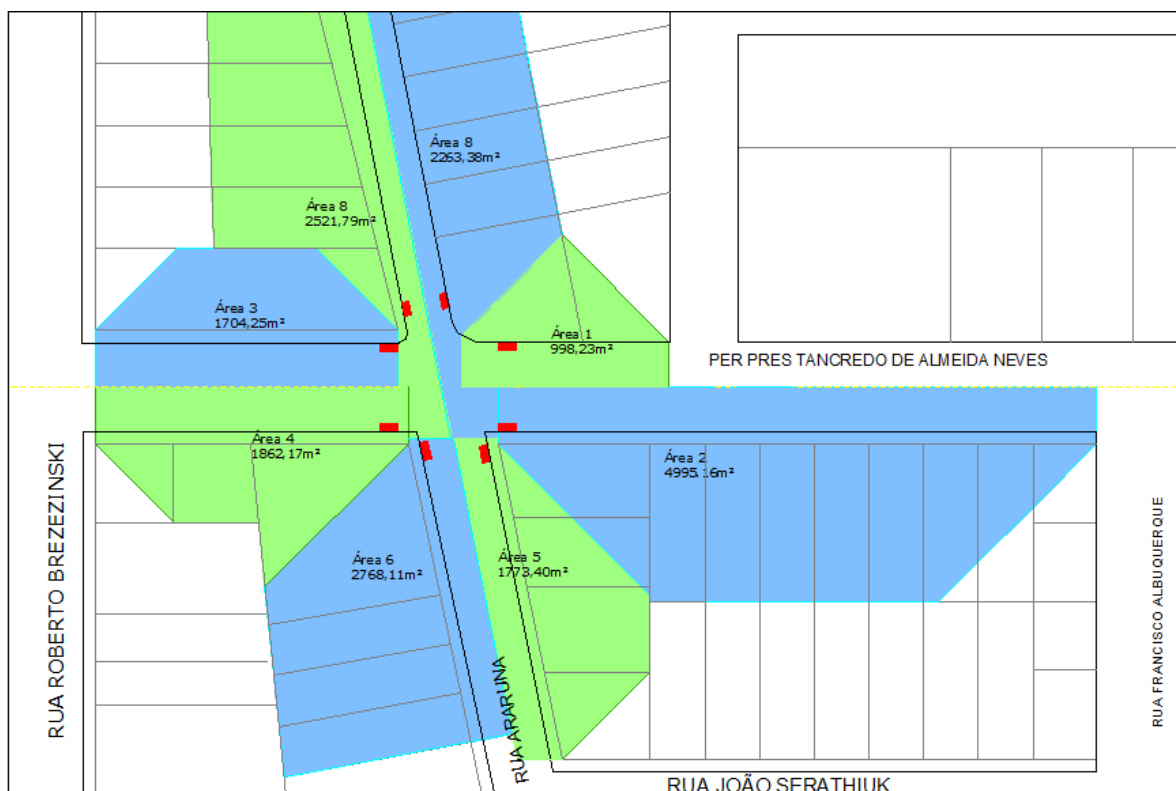 Área 8
2263,38m²
Área 8
2521,79m²
Área 3
1704,25m²
Área 1
998,23m²
PER PRES TANCREDO DE ALMEIDA NEVES
Área 4
1862,17m²
Área 2
4995,16m²
Área 6
2768,11m²
Área 5
1773,40m²
RUA ROBERTO BREZEZINSKI
RUA ARARUNA
RUA FRANCISCO ALBUQUERQUE
RUA JOÃO SERATHIUK